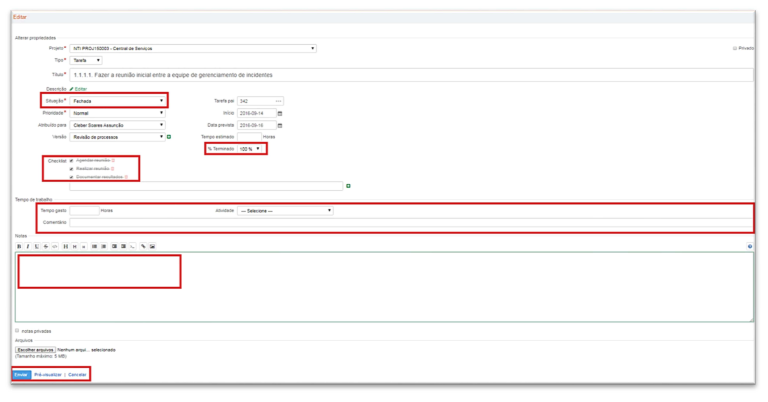 Editar
Alterar propriedades
Projeto * NTI PROJ150003 - Central de Servicos
Privado
Tipo * Tarefa
Título * 1.1.1.1. Fazer a reunião inicial entre a equipe de gerenciamento de incidentes
Descrição Editar
Situação * Fechada Tarefa pai 342
Prioridade * Normal Início 2016-09-14
Atribuído para Cleber Soares Assunção Data prevista 2016-09-16
Versão Revisão de processos Tempo estimado Horas
% Terminado 100 %
Checklist Agendar reunião
Realizar reunião
Documentar resultados
Tempo de trabalho
Tempo gasto Horas Atividade --- Selecione ---
Comentário
Notas
B I U S
Notas privadas
Arquivos
Escolher arquivos Nenhum arqui... selecionado
(Tamanho máximo: 5 MB)
Enviar Pré-visualizar | Cancelar